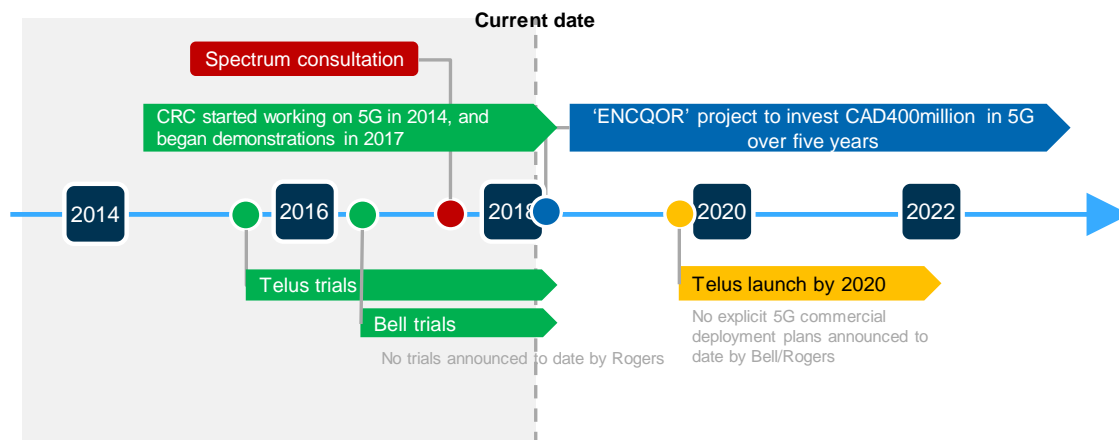 Current date
Spectrum consultation
CRC started working on 5G in 2014, and
began demonstrations in 2017
‘ENCQOR’ project to invest CAD400million in 5G
over five years
2014
2016
2018
2020
2022
Telus trials
Telus launch by 2020
Bell trials
No explicit 5G commercial
deployment plans announced to
date by Bell/Rogers
No trials announced to date by Rogers